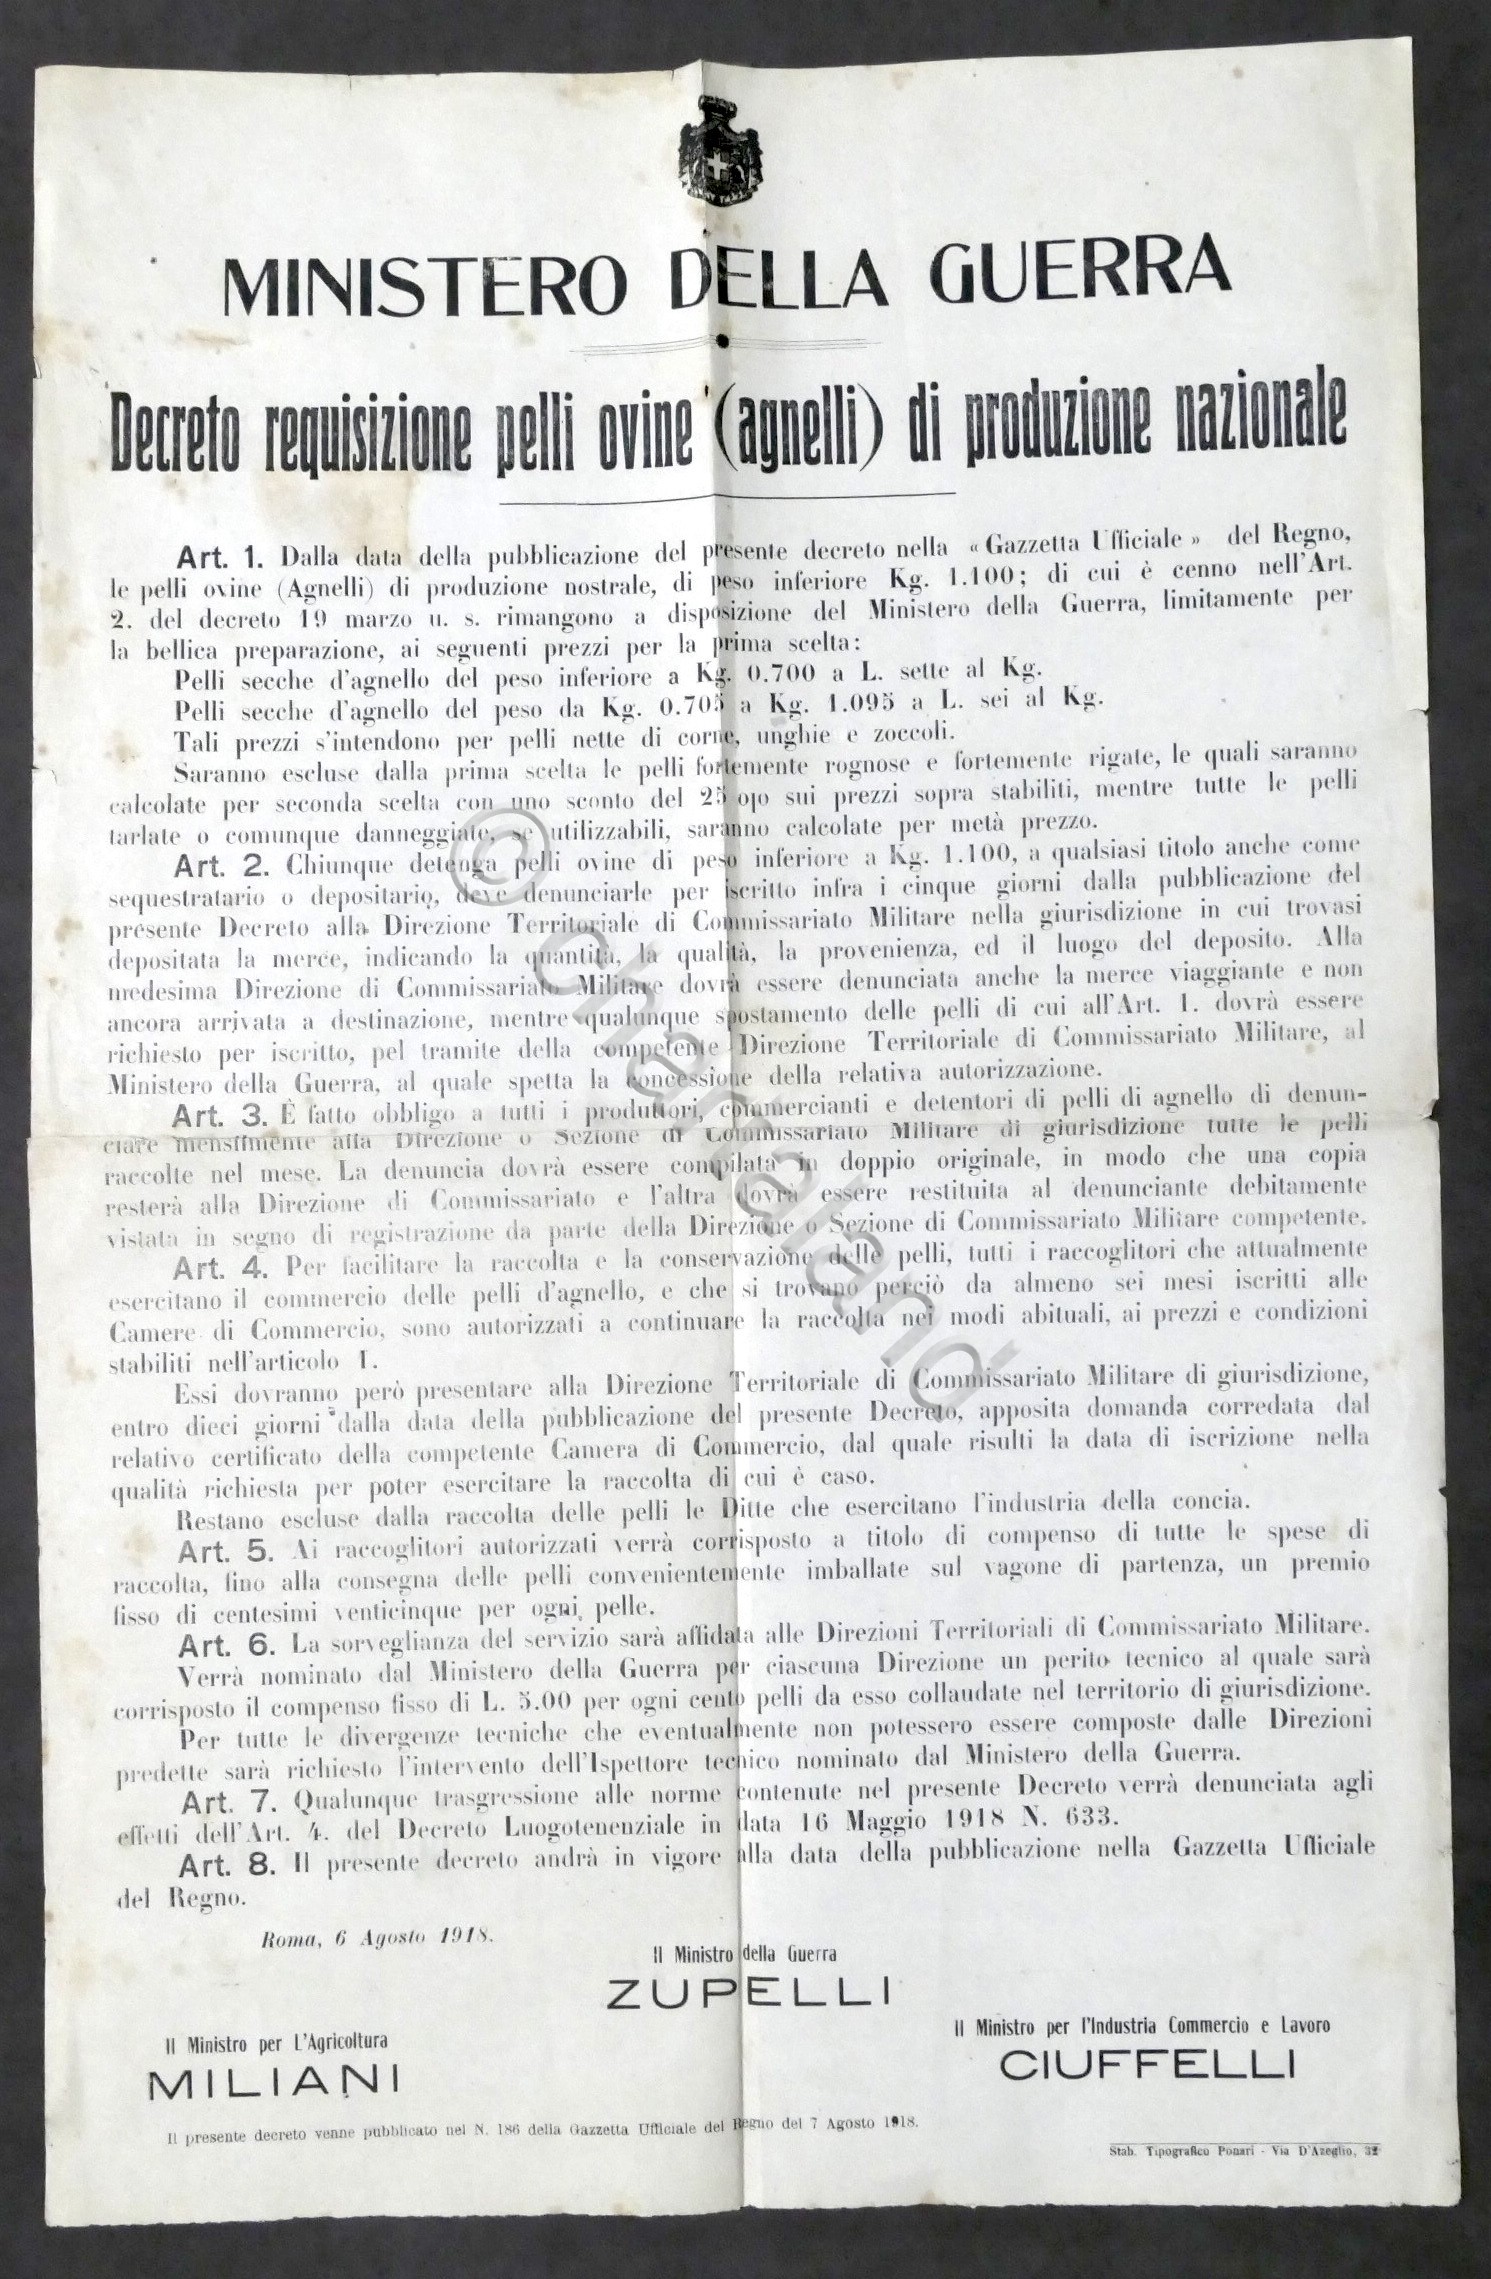 MINISTERO DELLA GUERRA
Decreto requisizione pelli ovine (agnelli) di produzione nazionale
Art. 1. Dalla data della pubblicazione del presente decreto nella « Gazzetta Ufficiale » del Regno,
le pelli ovine (Agnelli) di produzione nostrale, di peso inferiore Kg. 1.100; di cui è cenno nell'Art.
2. del decreto 19 marzo u. s. rimangono a disposizione del Ministero della Guerra, limitamente per
la bellica preparazione, ai seguenti prezzi per la prima scelta:
Pelli secche d'agnello del peso inferiore a Kg. 0.700 a L. sette al Kg.
Pelli secche d'agnello del peso da Kg. 0.705 a Kg. 1.095 a L. sei al Kg.
Tali prezzi s'intendono per pelli nette di corne, unghie e zoccoli.
Saranno escluse dalla prima scelta le pelli fortemente rognose e fortemente rigate, le quali saranno
calcolate per seconda scelta con uno sconto del 25 o|o sui prezzi sopra stabiliti, mentre tutte le pelli
tarlate o comunque danneggiate, se utilizzabili, saranno calcolate per metà prezzo.
Art. 2. Chiunque detenga pelli ovine di peso inferiore a Kg. 1.100, a qualsiasi titolo anche come
sequestratario o depositario, deve denunciarle per iscritto infra i cinque giorni dalla pubblicazione del
presente Decreto alla Direzione Territoriale di Commissariato Militare nella giurisdizione in cui trovasi
depositata la merce, indicando la quantità, la qualità, la provenienza, ed il luogo del deposito. Alla
medesima Direzione di Commissariato Militare dovrà essere denunciata anche la merce viaggiante e non
ancora arrivata a destinazione, mentre qualunque spostamento delle pelli di cui all'Art. 1. dovrà essere
richiesto per iscritto, pel tramite della competente Direzione Territoriale di Commissariato Militare, al
Ministero della Guerra, al quale spetta la concessione della relativa autorizzazione.
Art. 3. È fatto obbligo a tutti i produttori, commercianti e detentori di pelli di agnello di denun-
ciare mensilmente alla Direzione o Sezione di Commissariato Militare di giurisdizione tutte le pelli
raccolte nel mese. La denuncia dovrà essere compilata in doppio originale, in modo che una copia
resterà alla Direzione di Commissariato e l'altra dovrà essere restituita al denunciante debitamente
vistata in segno di registrazione da parte della Direzione o Sezione di Commissariato Militare competente.
Art. 4. Per facilitare la raccolta e la conservazione delle pelli, tutti i raccoglitori che attualmente
esercitano il commercio delle pelli d'agnello, e che si trovano perciò da almeno sei mesi iscritti alle
Camere di Commercio, sono autorizzati a continuare la raccolta nei modi abituali, ai prezzi e condizioni
stabiliti nell'articolo 1.
Essi dovranno però presentare alla Direzione Territoriale di Commissariato Militare di giurisdizione,
entro dieci giorni dalla data della pubblicazione del presente Decreto, apposita domanda corredata dal
relativo certificato della competente Camera di Commercio, dal quale risulti la data di iscrizione nella
qualità richiesta per poter esercitare la raccolta di cui è caso.
Restano escluse dalla raccolta delle pelli le Ditte che esercitano l'industria della concia.
Art. 5. Ai raccoglitori autorizzati verrà corrisposto a titolo di compenso di tutte le spese di
raccolta, fino alla consegna delle pelli convenientemente imballate sul vagone di partenza, un premio
fisso di centesimi venticinque per ogni pelle.
Art. 6. La sorveglianza del servizio sarà affidata alle Direzioni Territoriali di Commissariato Militare.
Verrà nominato dal Ministero della Guerra per ciascuna Direzione un perito tecnico al quale sarà
corrisposto il compenso fisso di L. 5.00 per ogni cento pelli da esso collaudate nel territorio di giurisdizione.
Per tutte le divergenze tecniche che eventualmente non potessero essere composte dalle Direzioni
predette sarà richiesto l'intervento dell'Ispettore tecnico nominato dal Ministero della Guerra.
Art. 7. Qualunque trasgressione alle norme contenute nel presente Decreto verrà denunciata agli
effetti dell'Art. 4. del Decreto Luogotenenziale in data 16 Maggio 1918 N. 633.
Art. 8. Il presente decreto andrà in vigore alla data della pubblicazione nella Gazzetta Ufficiale
del Regno.
Roma, 6 Agosto 1918.
Il Ministro della Guerra
ZUPELLI
Il Ministro per L'Agricoltura
MILIANI
Il Ministro per l'Industria Commercio e Lavoro
CIUFFELLI
Il presente decreto venne pubblicato nel N. 186 della Gazzetta Ufficiale del Regno del 7 Agosto 1918.
Stab. Tipografico Ponari - Via D'Azeglio, 32
© Chartaland